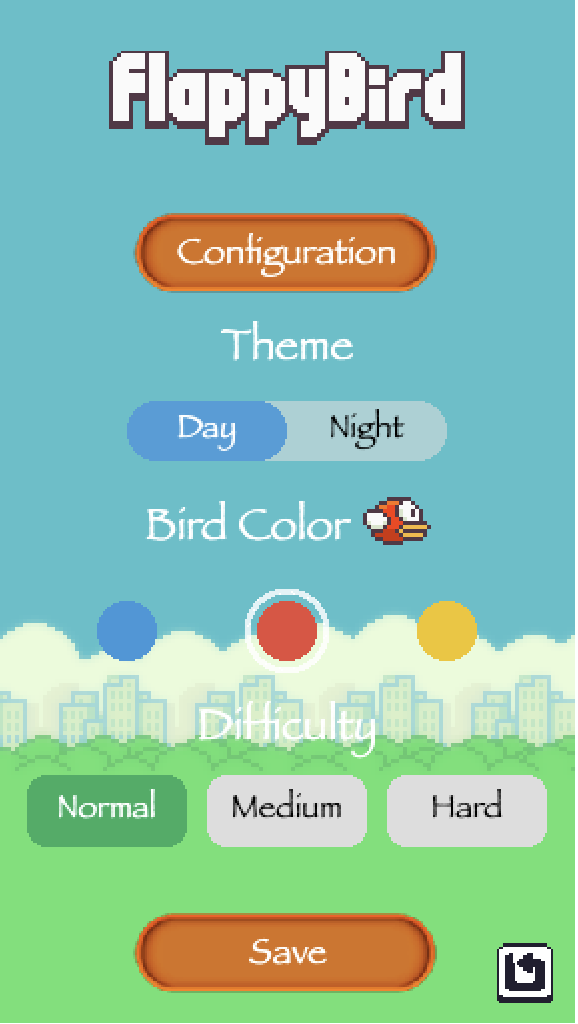 FlappyBird
Configuration
Theme
Day Night
Bird Color
Difficulty
Normal Medium Hard
Save